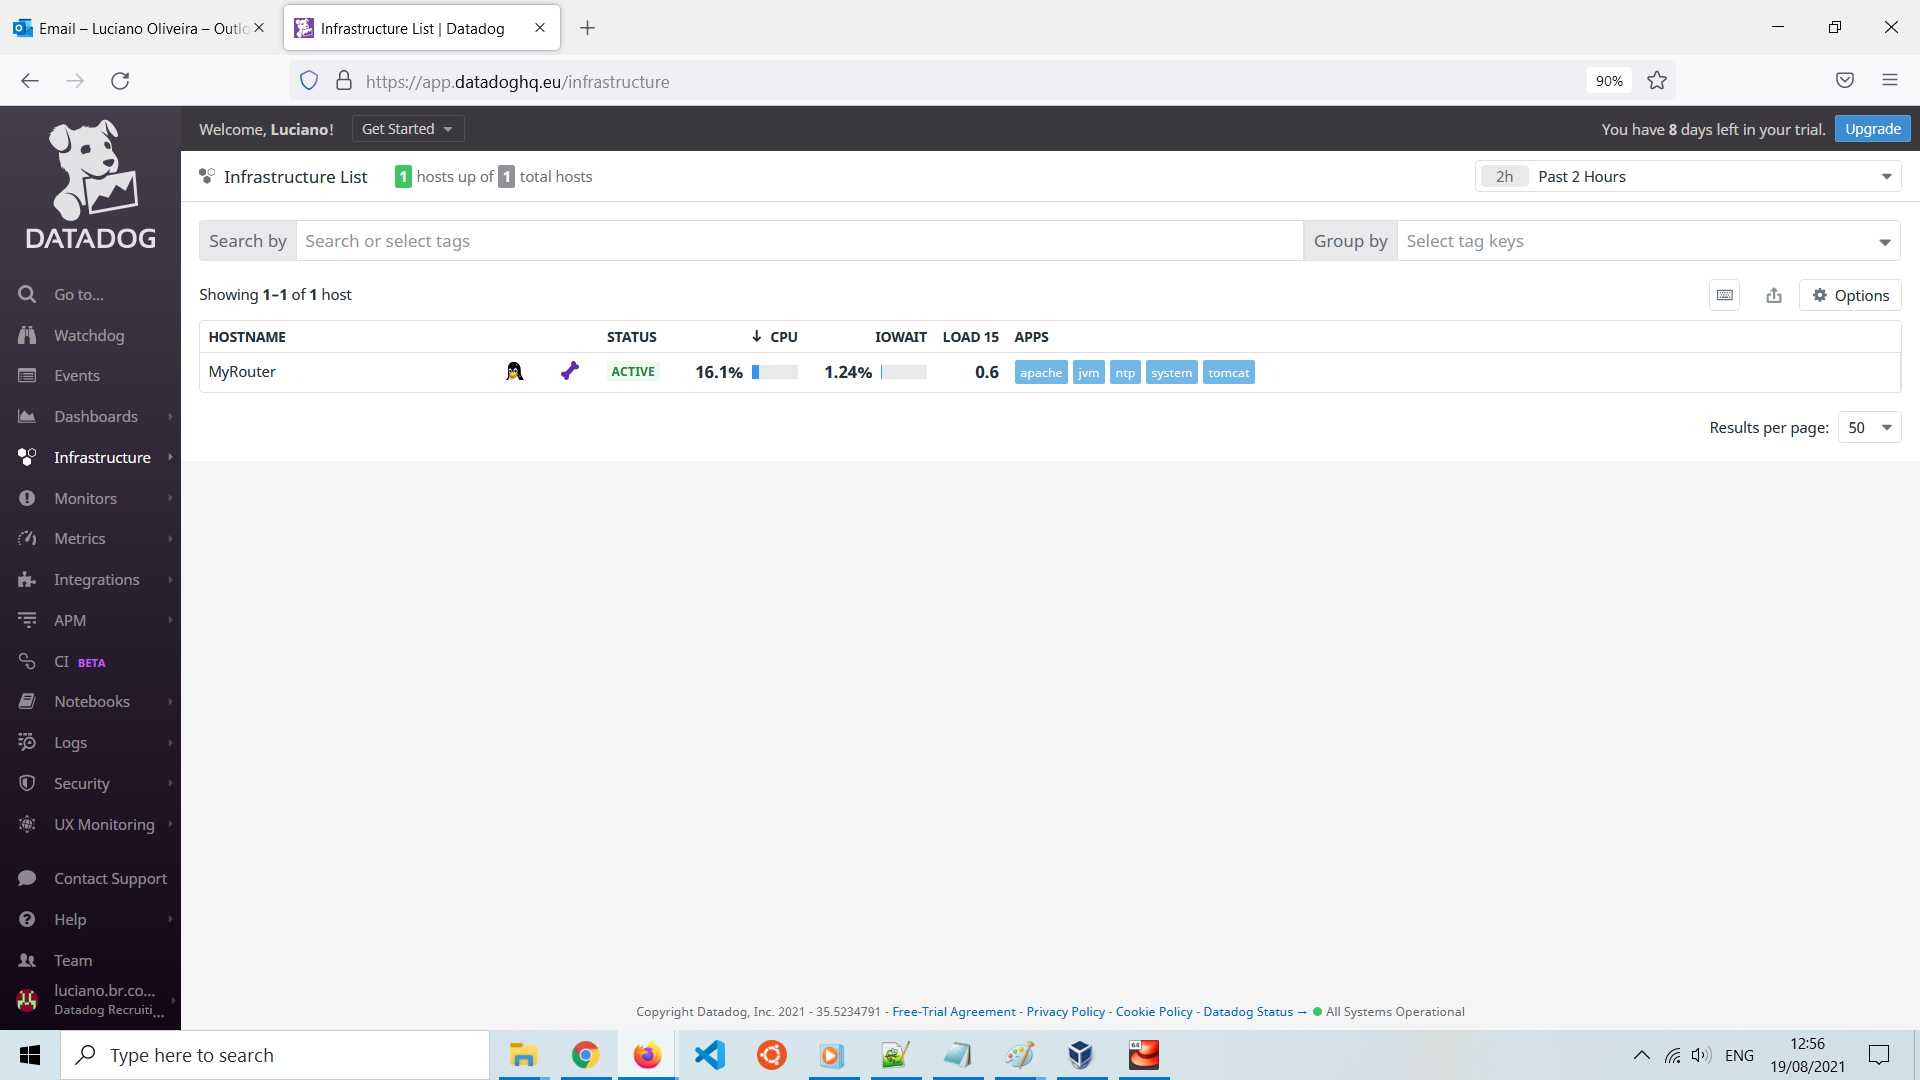 Email – Luciano Oliveira – Outlo
Infrastructure List | Datadog
https://app.datadoghq.eu/infrastructure
90%
DATADOG
Go to...
Watchdog
Events
Dashboards
Infrastructure
Monitors
Metrics
Integrations
APM
CI BETA
Notebooks
Logs
Security
UX Monitoring
Contact Support
Help
Team
luciano.br.co...
Datadog Recruiti...
Welcome, Luciano!
Get Started
You have 8 days left in your trial.
Upgrade
Infrastructure List
1 hosts up of 1 total hosts
2h Past 2 Hours
Search by Search or select tags
Group by Select tag keys
Showing 1–1 of 1 host
Options
HOSTNAME STATUS CPU IOWAIT LOAD 15 APPS
MyRouter ACTIVE 16.1% 1.24% 0.6 apache jvm ntp system tomcat
Results per page: 50
Copyright Datadog, Inc. 2021 - 35.5234791 - Free-Trial Agreement - Privacy Policy - Cookie Policy - Datadog Status → All Systems Operational
Type here to search
64
ENG
12:56
19/08/2021